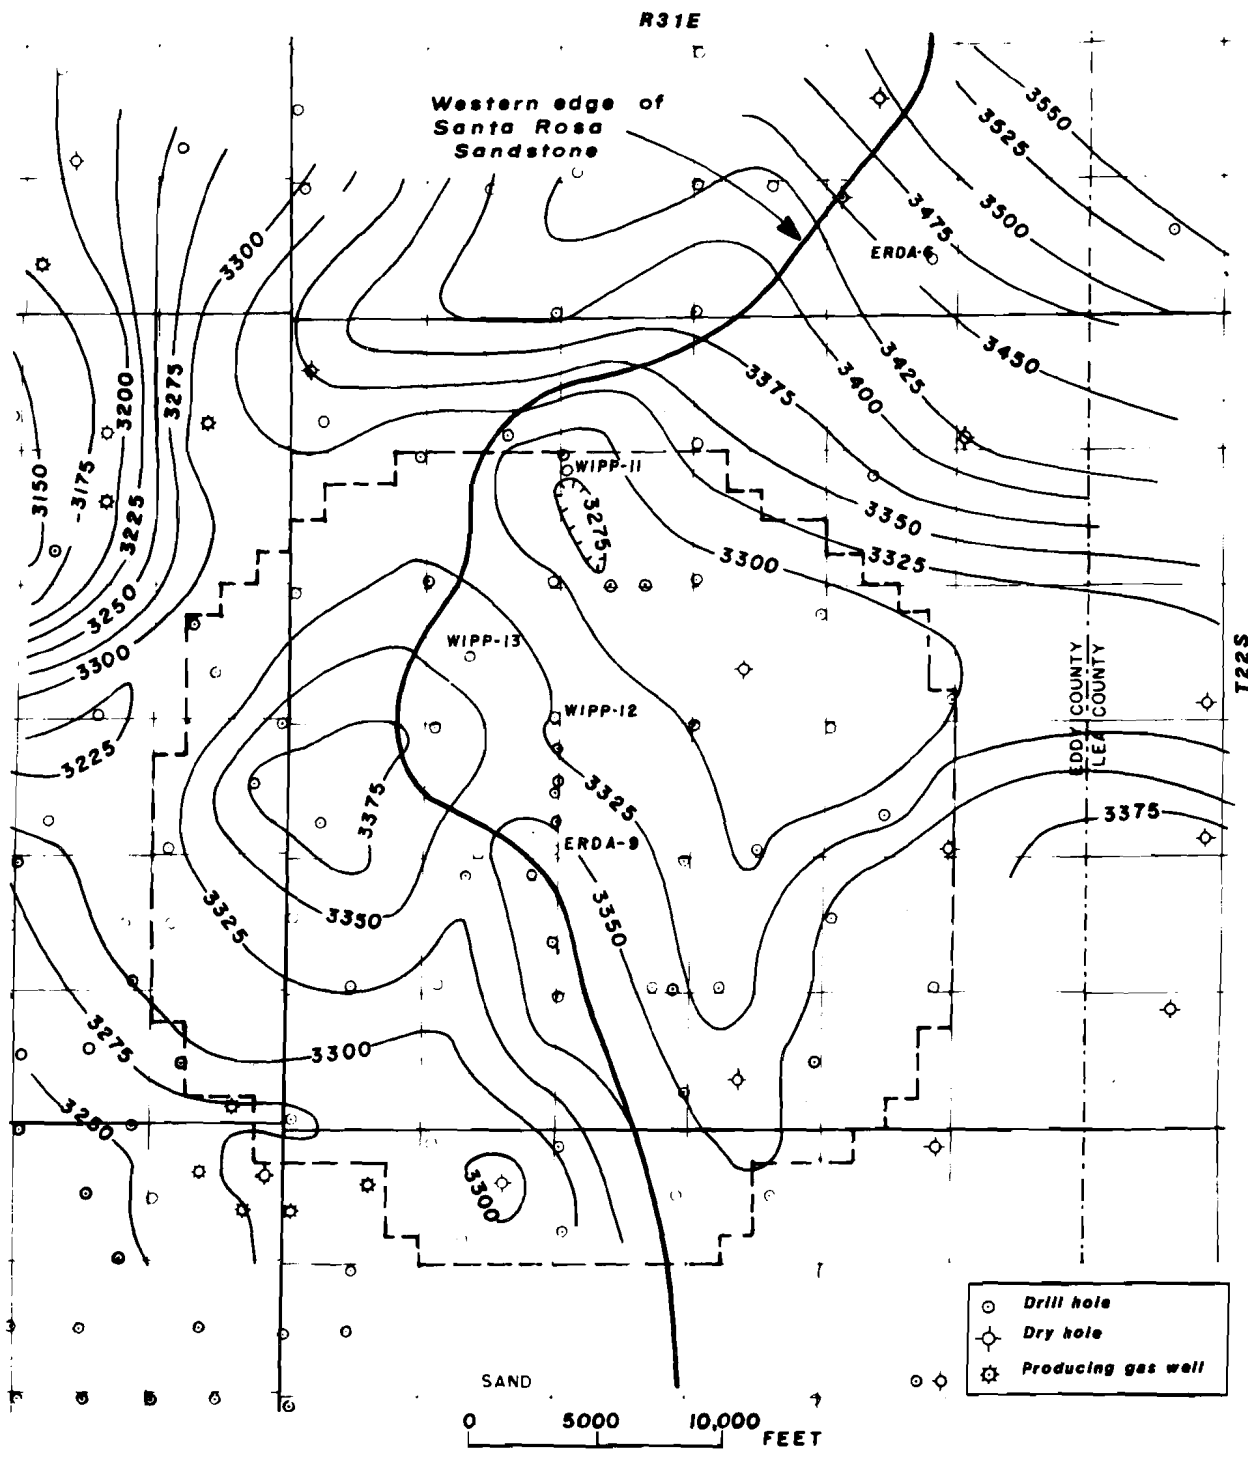 R31E
Western edge of
Santa Rosa
Sandstone
3550
3525
3500
3475
ERDA-6
3450
3425
3400
3375
3300
3275
3200
3150
3175
3225
3250
3300
3225
WIPP-11
3275
3350
3300
3325
WIPP-13
WIPP-12
T22S
EDDY COUNTY
LEA COUNTY
3375
3325
3375
ERDA-9
3350
3350
3325
3275
3300
3250
3300
Drill hole
Dry hole
Producing gas well
SAND
0 5000 10,000
FEET